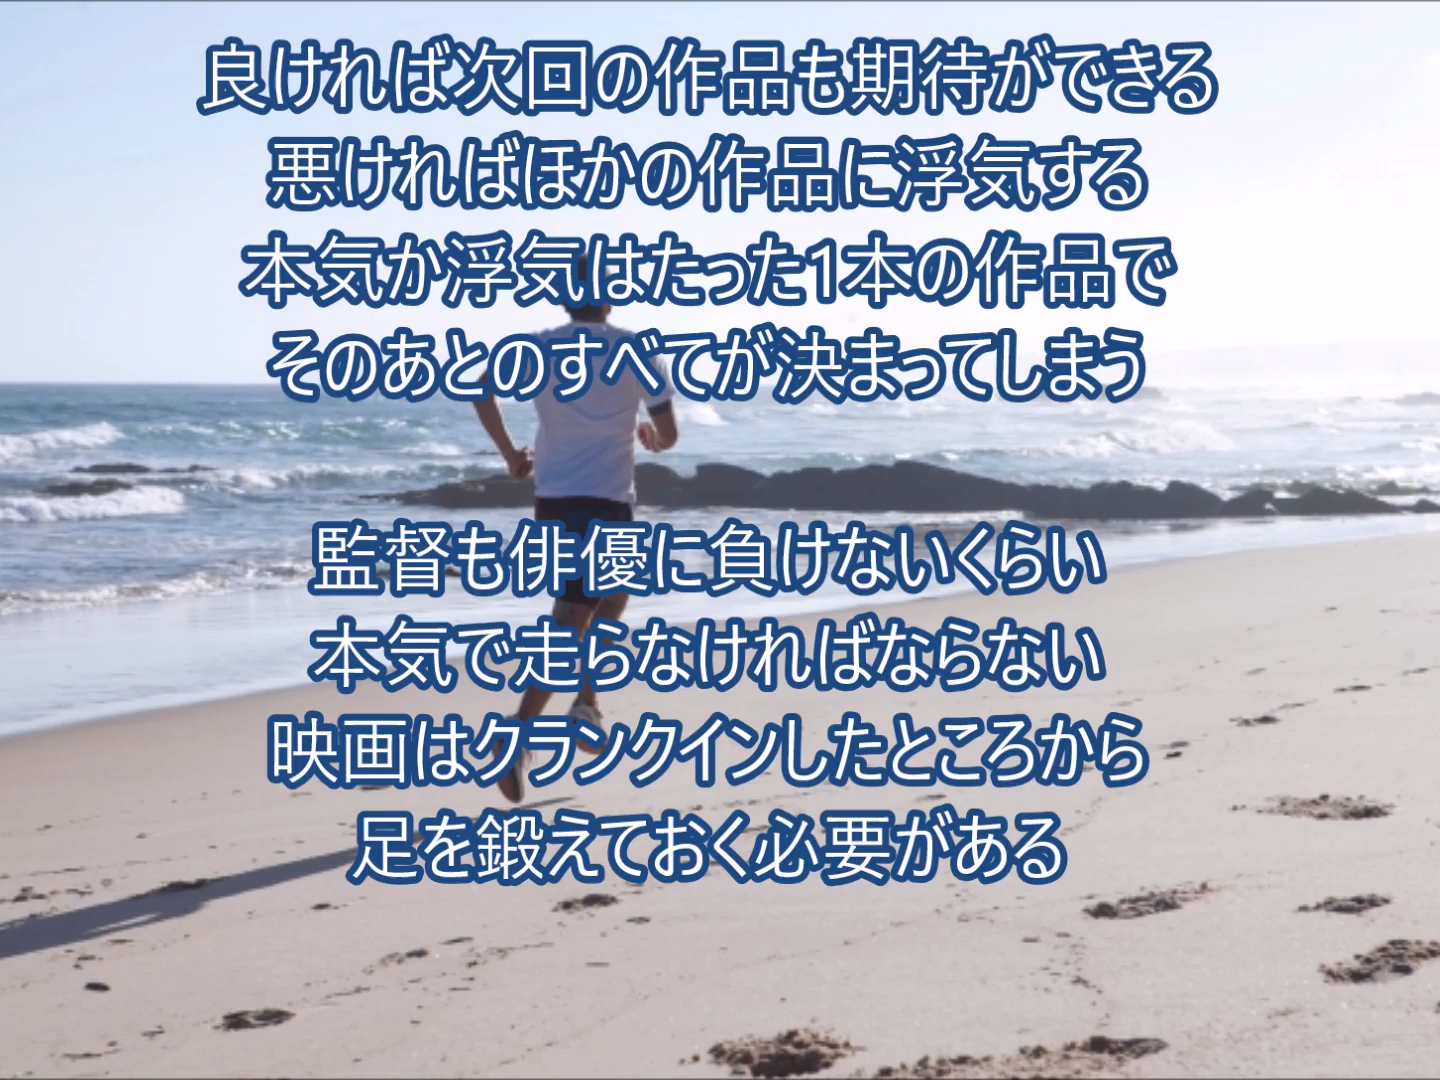 良ければ次回の作品も期待ができる
悪ければほかの作品に浮気する
本気か浮気はたった1本の作品で
そのあとのすべてが決まってしまう
監督も俳優に負けないくらい
本気で走らなければならない
映画はクランクインしたところから
足を鍛えておく必要がある